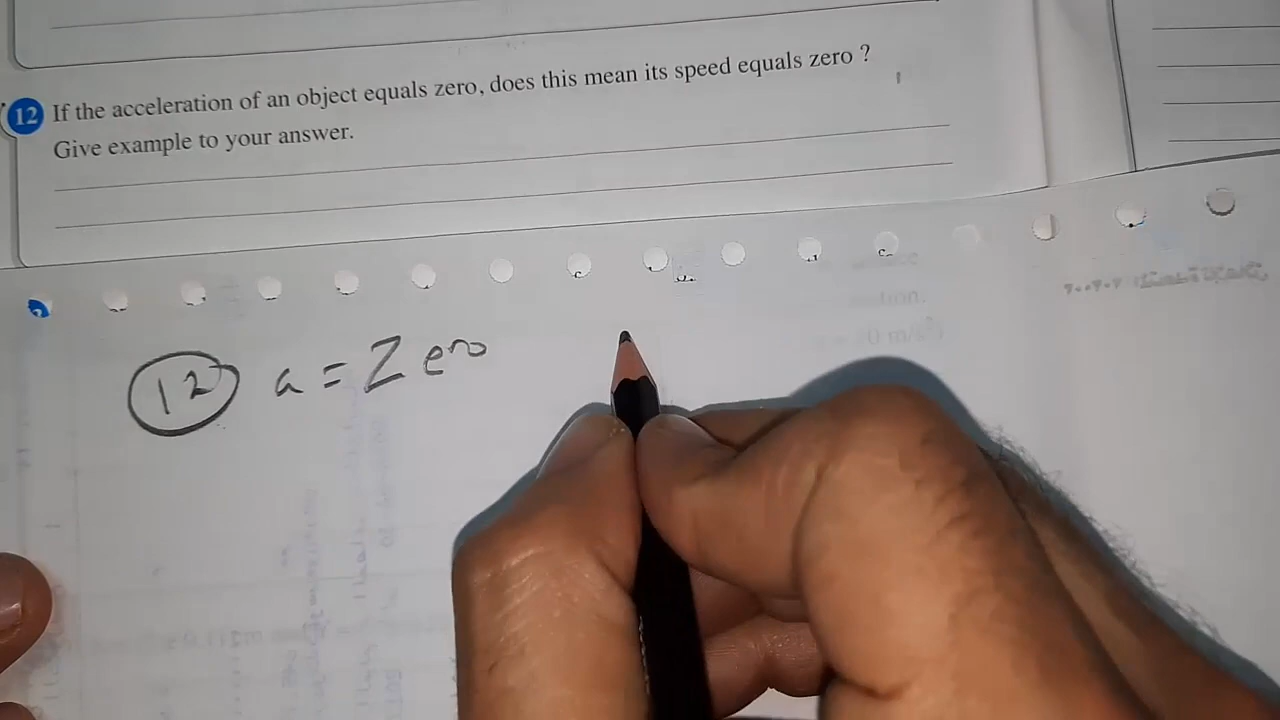 12 If the acceleration of an object equals zero, does this mean its speed equals zero ?
Give example to your answer.
12 a = Zero